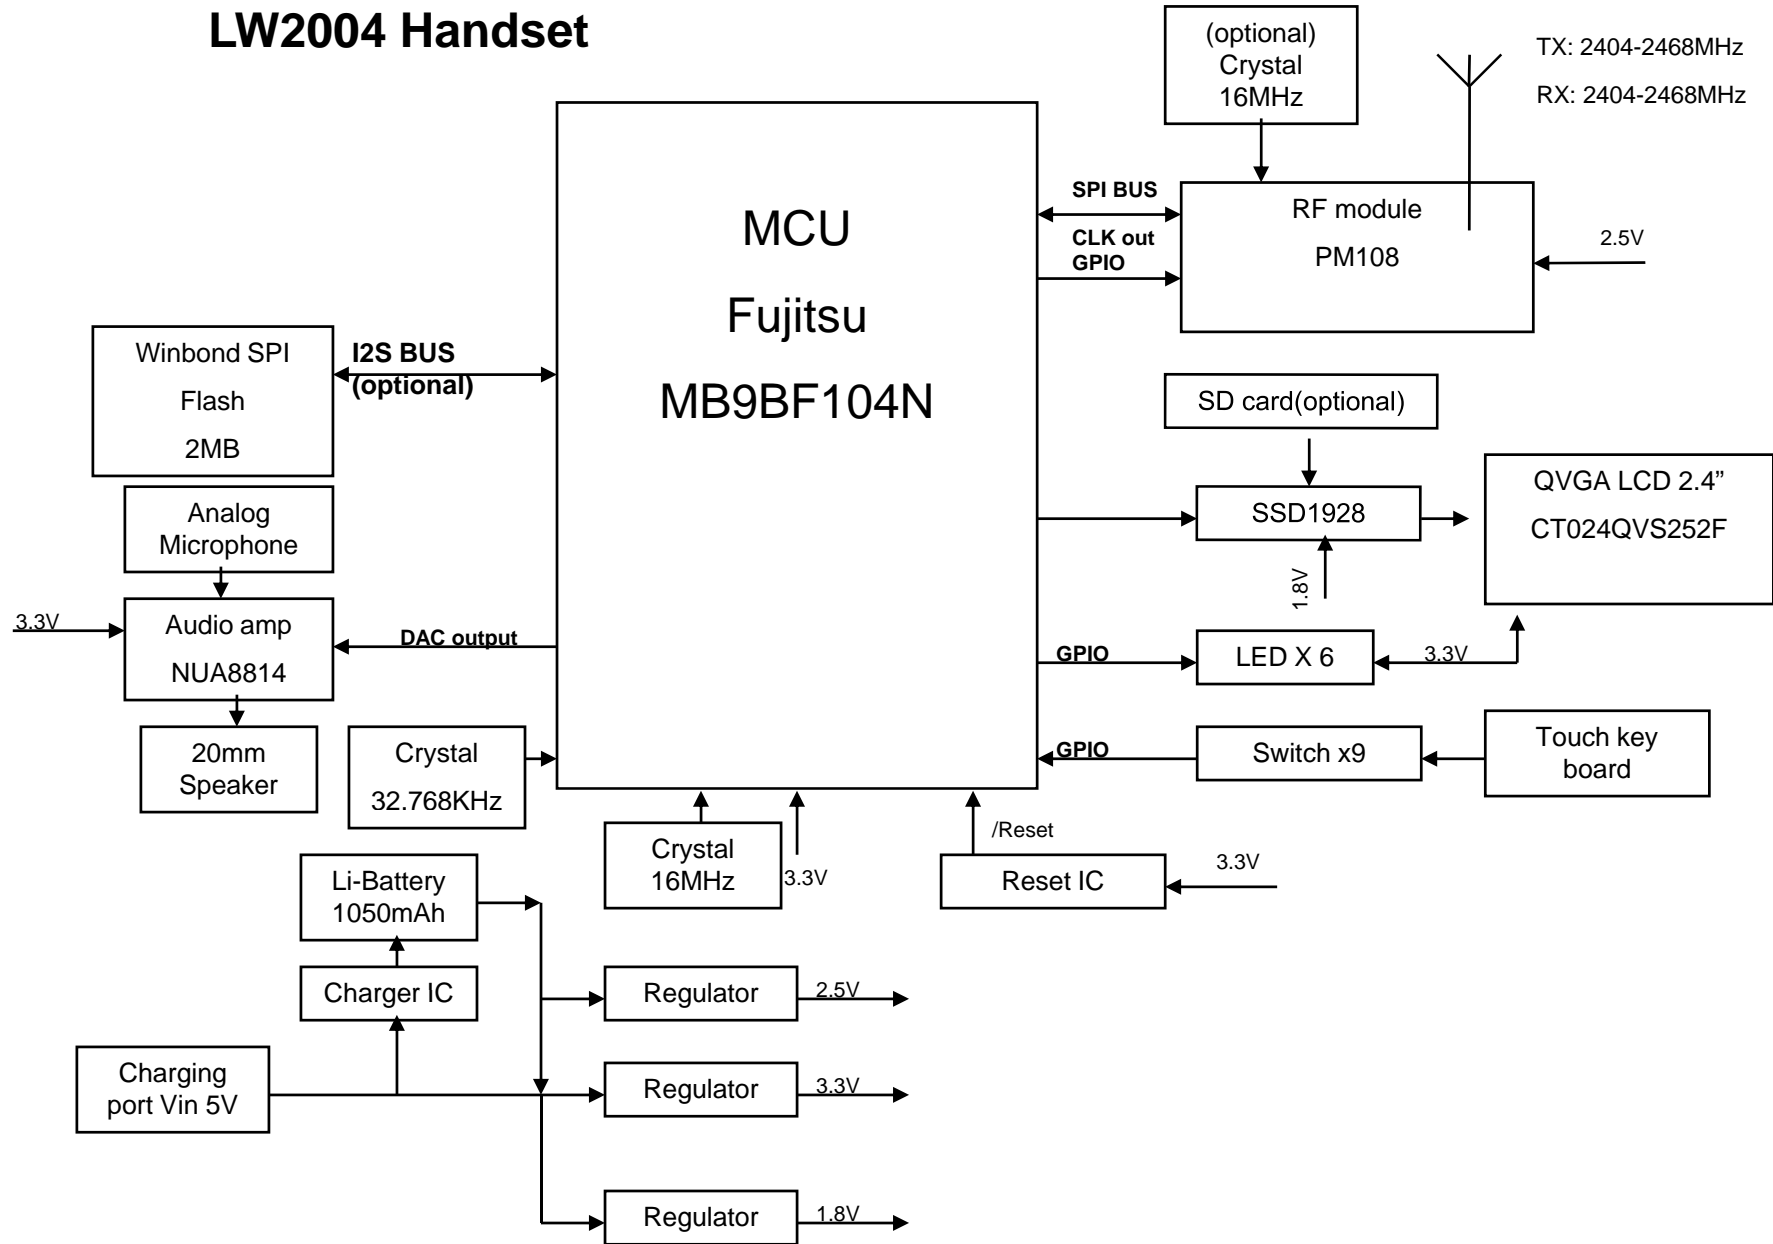 LW2004 Handset
(optional)
Crystal
16MHz
TX: 2404-2468MHz
RX: 2404-2468MHz
MCU
Fujitsu
MB9BF104N
SPI BUS
CLK out
GPIO
RF module
PM108
2.5V
Winbond SPI
Flash
2MB
I2S BUS
(optional)
SD card(optional)
SSD1928
1.8V
QVGA LCD 2.4”
CT024QVS252F
Analog
Microphone
3.3V
Audio amp
NUA8814
DAC output
GPIO
LED X 6
3.3V
20mm
Speaker
Crystal
32.768KHz
GPIO
Switch x9
Touch key
board
Crystal
16MHz
3.3V
/Reset
Reset IC
3.3V
Li-Battery
1050mAh
Charger IC
Regulator
2.5V
Charging
port Vin 5V
Regulator
3.3V
Regulator
1.8V